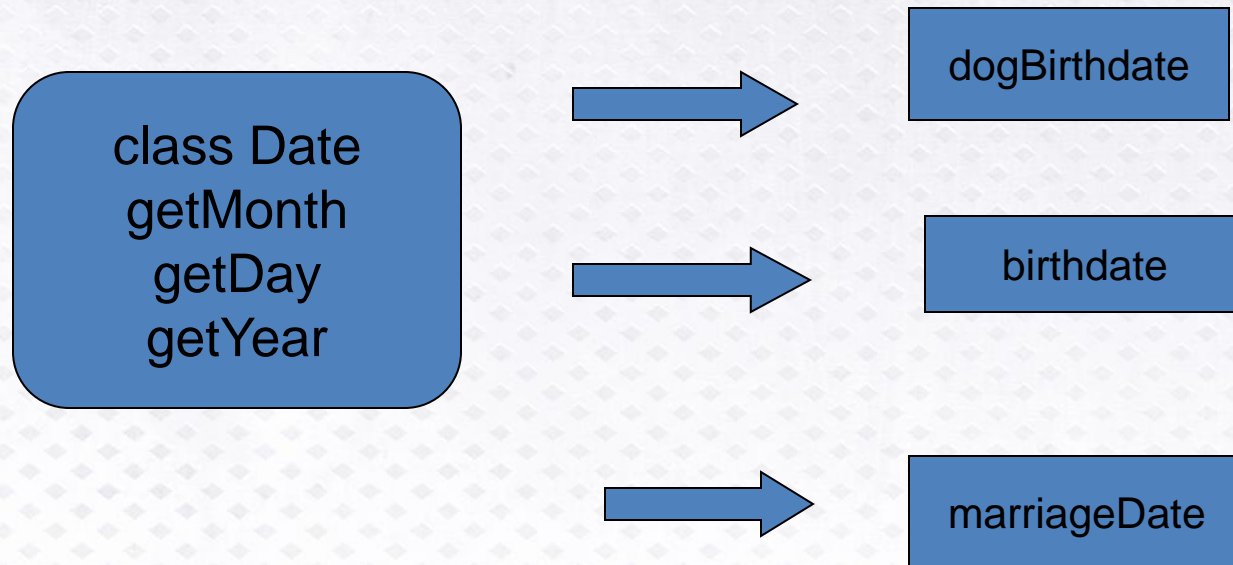 class Date
getMonth
getDay
getYear
dogBirthdate
birthdate
marriageDate